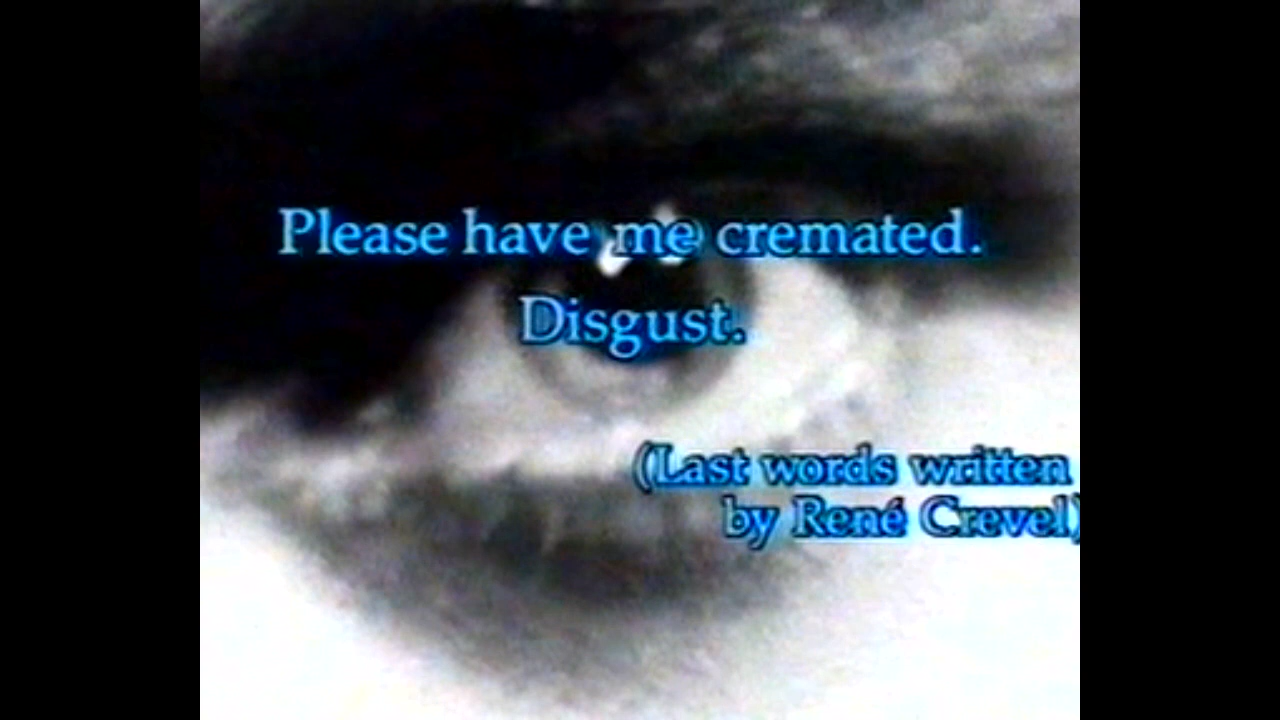 Please have me cremated.
Disgust.
(Last words written
by René Crevel)